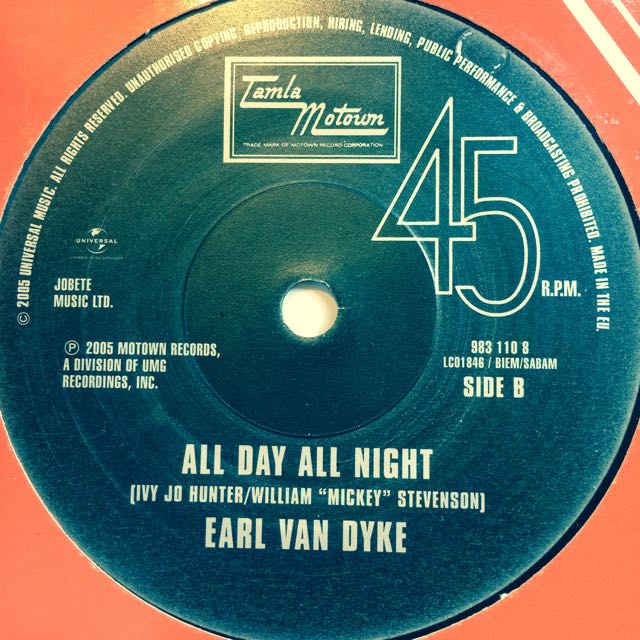 © 2005 UNIVERSAL MUSIC. ALL RIGHTS RESERVED. UNAUTHORISED COPYING, REPRODUCTION, HIRING, LENDING, PUBLIC PERFORMANCE & BROADCASTING PROHIBITED. MADE IN THE EU.
Tamla
Motown
TRADE MARK OF MOTOWN RECORD CORPORATION
45
R.P.M.
UNIVERSAL
JOBETE
MUSIC LTD.
℗ 2005 MOTOWN RECORDS,
A DIVISION OF UMG
RECORDINGS, INC.
983 110 8
LC01846 / BIEM/SABAM
SIDE B
ALL DAY ALL NIGHT
(IVY JO HUNTER/WILLIAM “MICKEY” STEVENSON)
EARL VAN DYKE